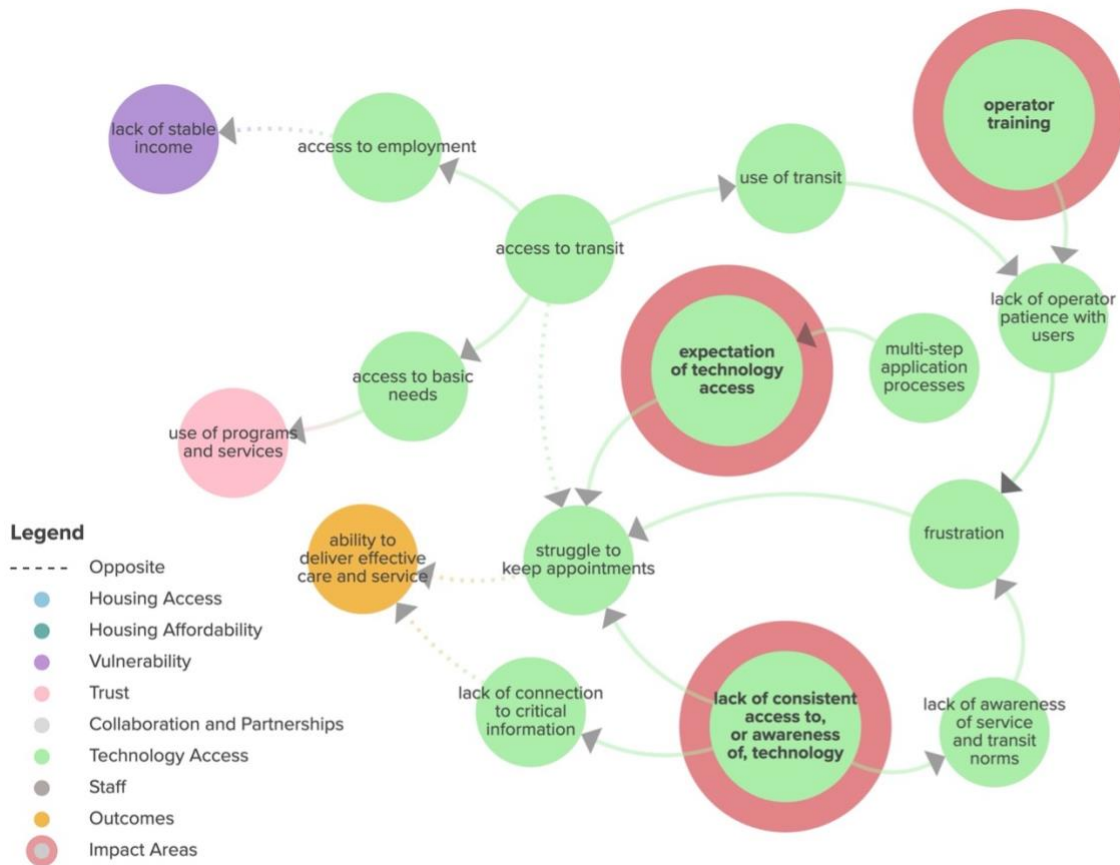 operator
training
lack of stable
income
access to employment
use of transit
access to transit
lack of operator
patience with
users
expectation
of technology
access
multi-step
application
processes
access to basic
needs
use of programs
and services
Legend
Opposite
Housing Access
Housing Affordability
Vulnerability
Trust
Collaboration and Partnerships
Technology Access
Staff
Outcomes
Impact Areas
ability to
deliver effective
care and service
struggle to
keep appointments
frustration
lack of connection
to critical
information
lack of consistent
access to,
or awareness
of, technology
lack of awareness
of service
and transit
norms